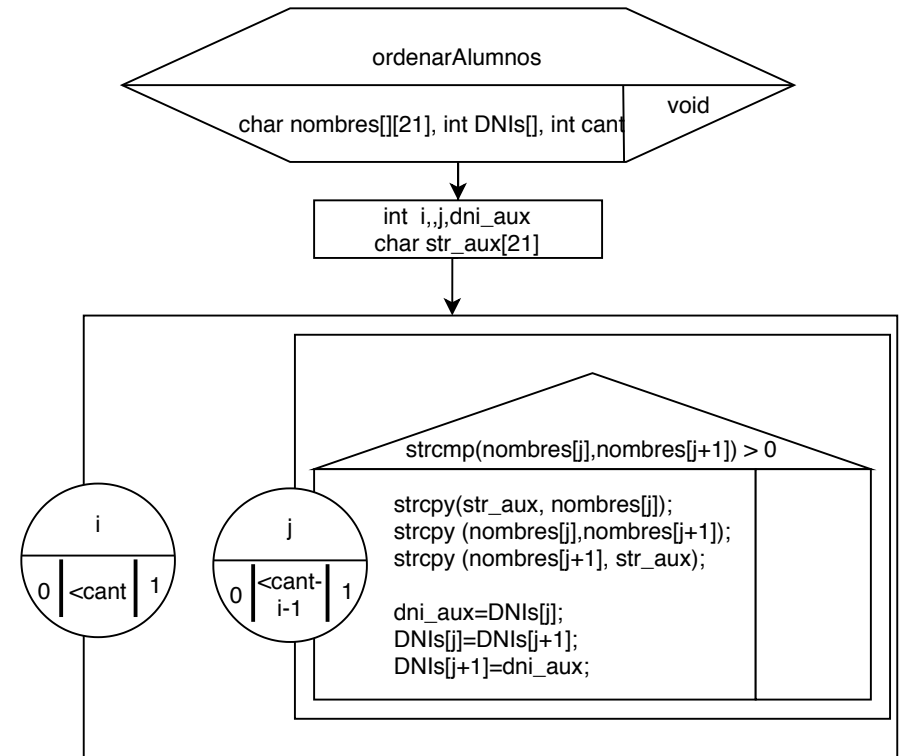 ordenarAlumnos
char nombres[][21], int DNIs[], int cant
void
int i,,j,dni_aux
char str_aux[21]
strcmp(nombres[j],nombres[j+1]) > 0
i
0 <cant 1
j
0 <cant-
i-1 1
strcpy(str_aux, nombres[j]);
strcpy (nombres[j],nombres[j+1]);
strcpy (nombres[j+1], str_aux);
dni_aux=DNIs[j];
DNIs[j]=DNIs[j+1];
DNIs[j+1]=dni_aux;